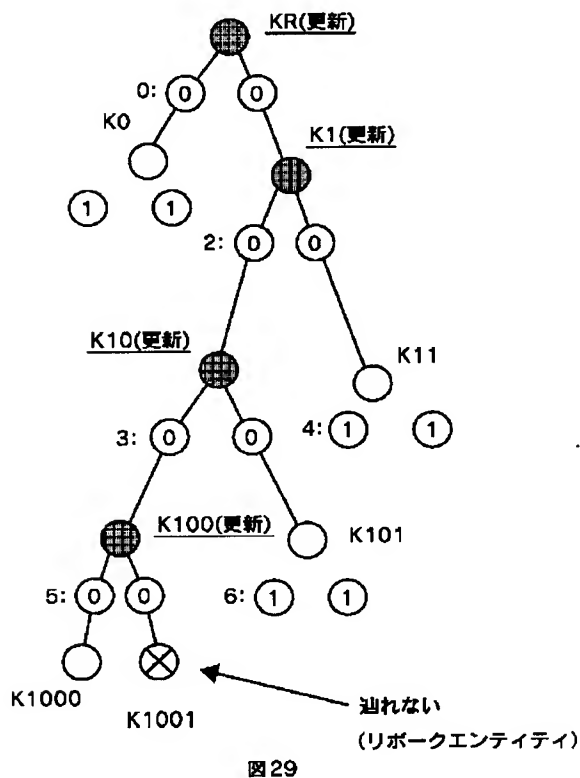 KR(更新)
0: 0 0
K0
K1(更新)
1 1
2: 0 0
K10(更新)
K11
3: 0 0
4: 1 1
K100(更新)
K101
5: 0 0
6: 1 1
K1000
K1001
辿れない
(リボークエンティティ)
図29